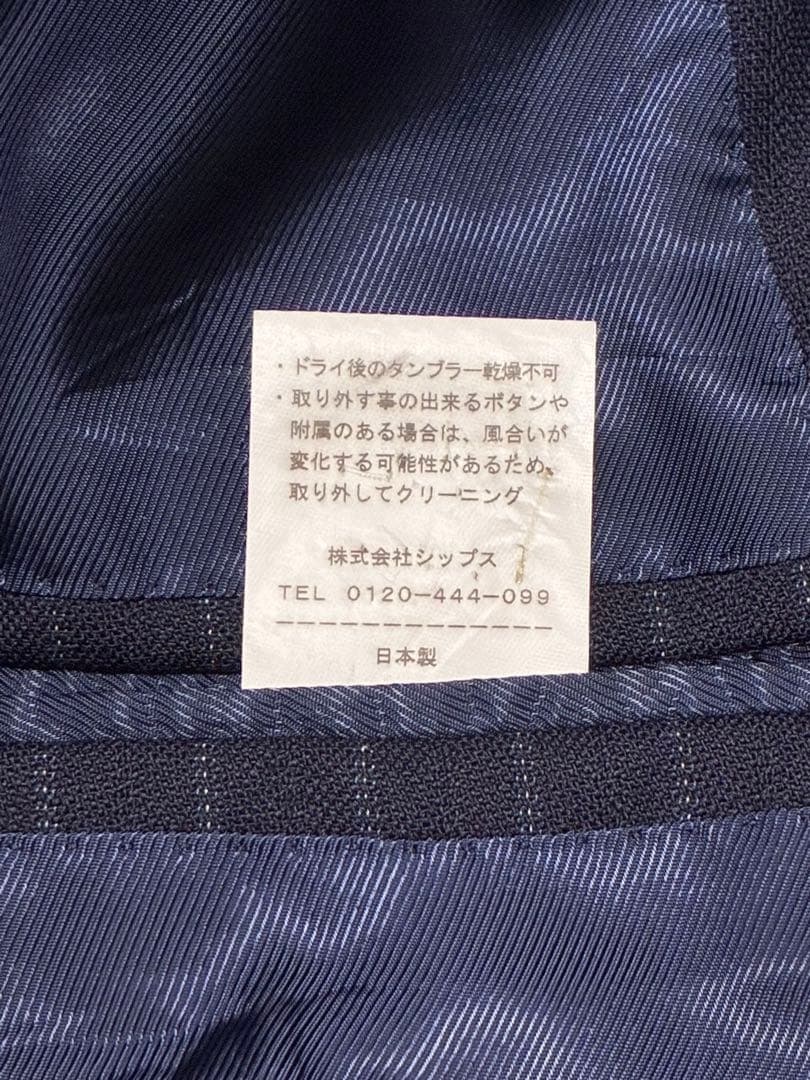 ・ドライ後のタンブラー乾燥不可
・取り外す事の出来るボタンや
附属のある場合は、風合いが
変化する可能性があるため、
取り外してクリーニング
株式会社シップス
TEL 0120-444-099
--------------
日本製